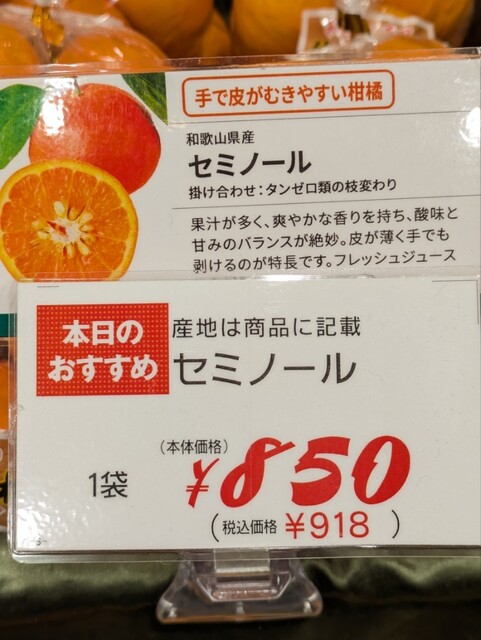 手で皮がむきやすい柑橘
和歌山県産
セミノール
掛け合わせ：タンゼロ類の枝変わり
果汁が多く、爽やかな香りを持ち、酸味と
甘みのバランスが絶妙。皮が薄く手でも
剥けるのが特長です。フレッシュジュース
本日の
おすすめ
産地は商品に記載
セミノール
(本体価格)
1袋
¥850
(税込価格 ¥918)